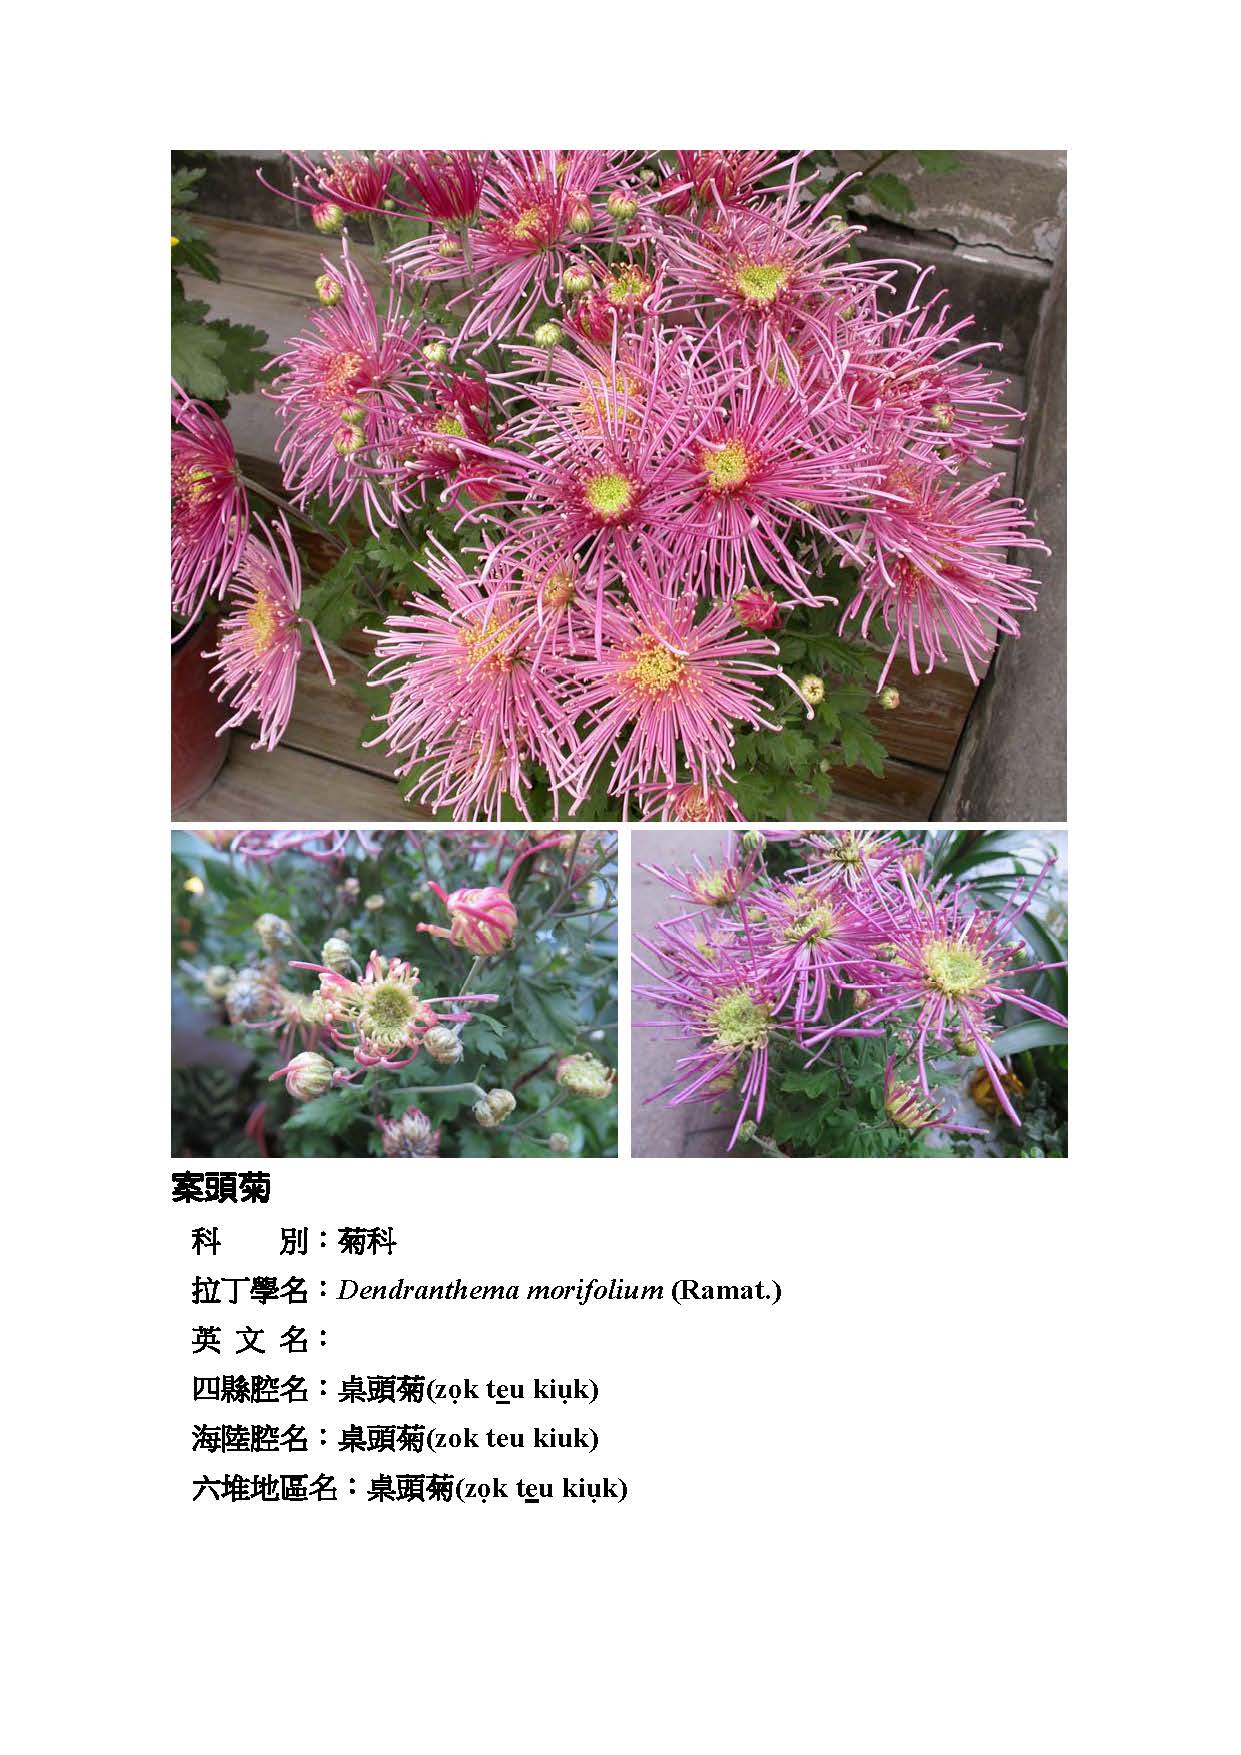 案頭菊
科　　別：菊科
拉丁學名：Dendranthema morifolium (Ramat.)
英 文 名：
四縣腔名：桌頭菊(zọk te̲u kiụk)
海陸腔名：桌頭菊(zok teu kiuk)
六堆地區名：桌頭菊(zọk te̲u kiụk)